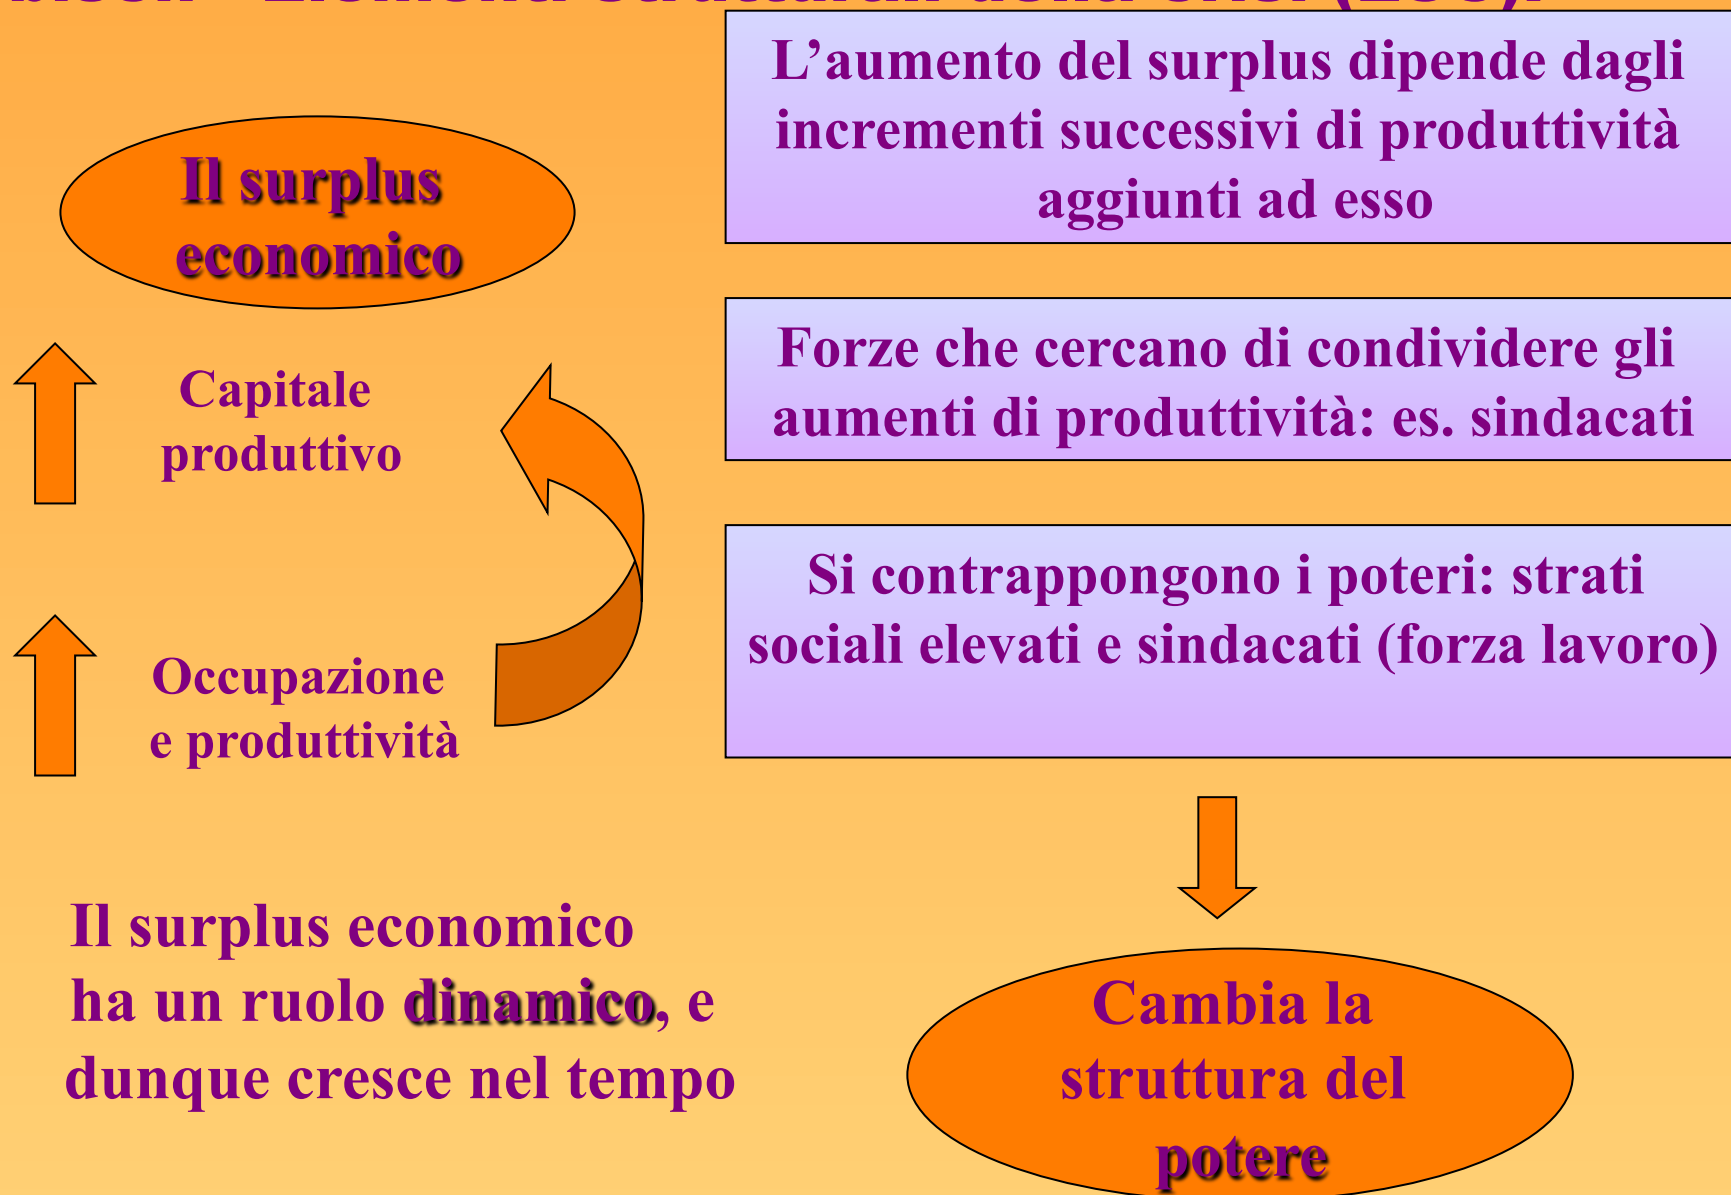 Il surplus
economico
Capitale
produttivo
Occupazione
e produttività
Il surplus economico
ha un ruolo dinamico, e
dunque cresce nel tempo
L’aumento del surplus dipende dagli
incrementi successivi di produttività
aggiunti ad esso
Forze che cercano di condividere gli
aumenti di produttività: es. sindacati
Si contrappongono i poteri: strati
sociali elevati e sindacati (forza lavoro)
Cambia la
struttura del
potere